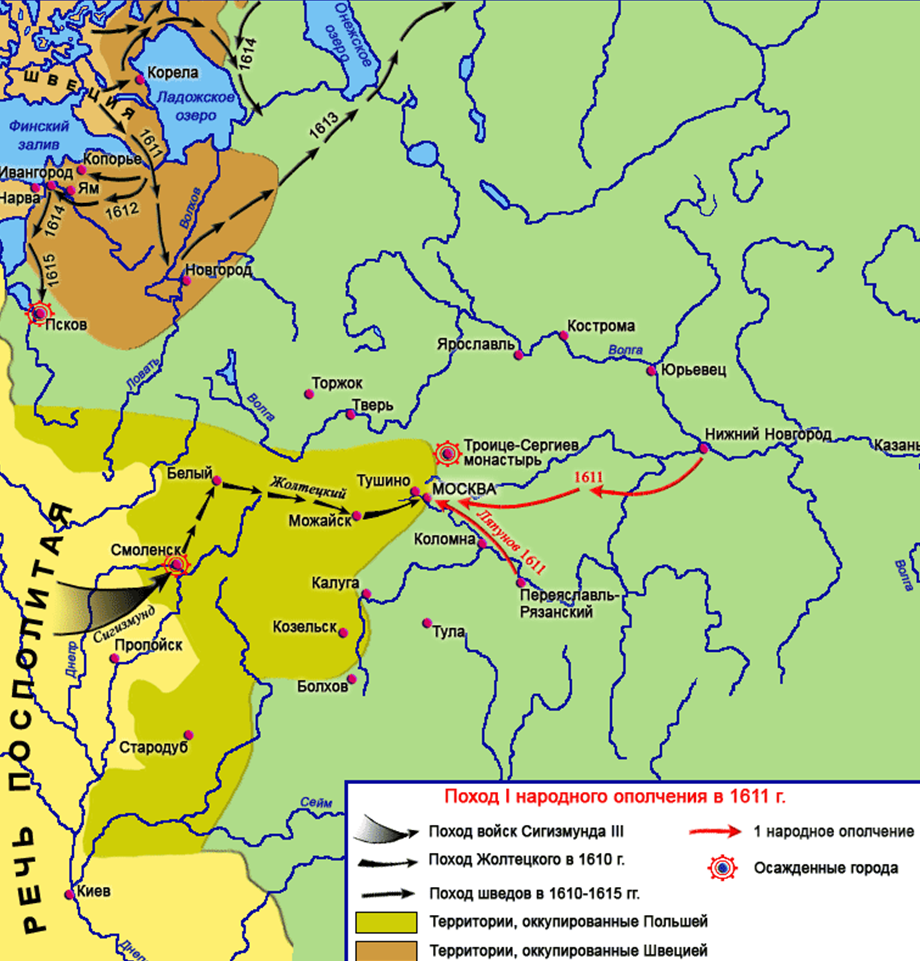 Онежское
озеро
1614
Корела
ШВЕЦИЯ
Ладожское
озеро
1613
Финский
залив
1611
Копорье
Ивангород
Ям
Нарва
1612
1614
Волхов
1615
Новгород
Псков
Кострома
Ярославль
Волга
Юрьевец
Ловать
Торжок
Волга
Тверь
Нижний Новгород
Троице-Сергиев
монастырь
Казань
Белый
Жолтецкий
Тушино
МОСКВА
1611
Можайск
Ляпунов 1611
Коломна
Смоленск
Волга
Калуга
Переяславль-
Рязанский
Сигизмунд
Козельск
Тула
Днепр
Пропойск
Болхов
РЕЧЬ ПОСПОЛИТАЯ
Стародуб
Сейм
Киев
Днепр
Поход I народного ополчения в 1611 г.
Поход войск Сигизмунда III
1 народное ополчение
Поход Жолтецкого в 1610 г.
Осажденные города
Поход шведов в 1610-1615 гг.
Территории, оккупированные Польшей
Территории, оккупированные Швецией